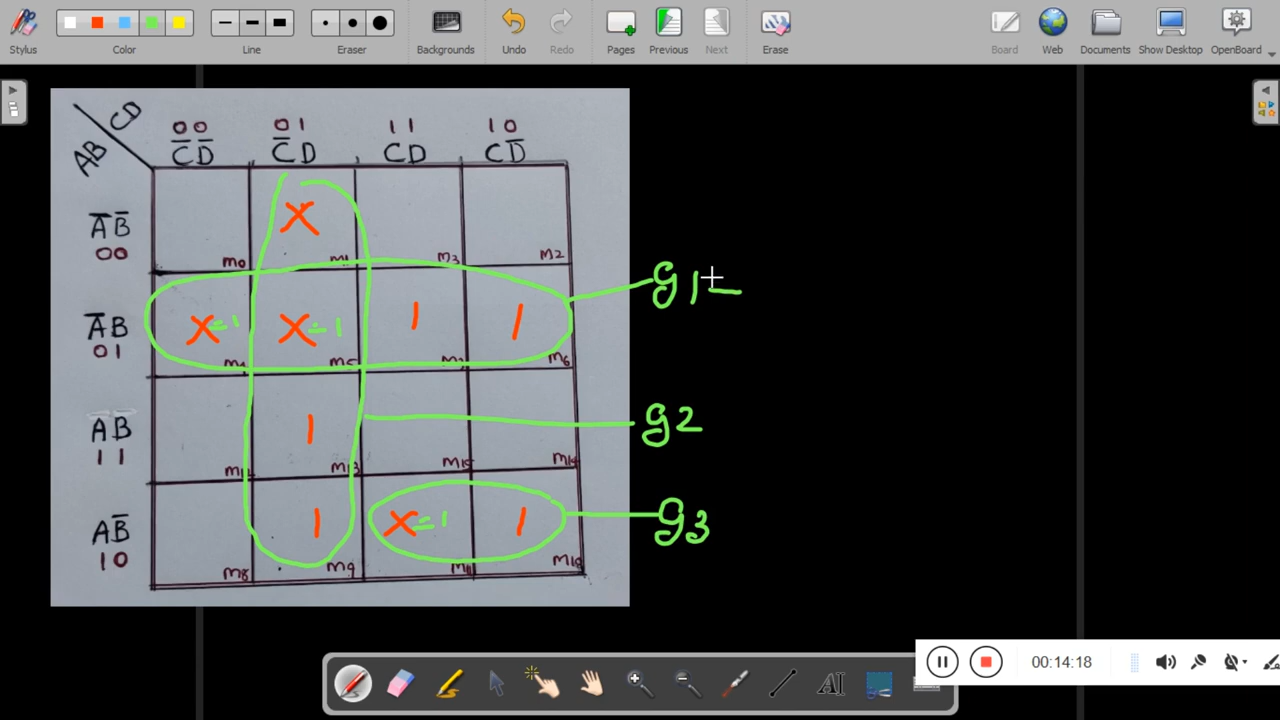 Stylus Color Line Eraser Backgrounds Undo Redo Pages Previous Next Erase Board Web Documents Show Desktop OpenBoard
CD
AB
00 01 11 10
C̅D̅ C̅D CD CD̅
A̅B̅
00
X
m0 m1 m3 m2
A̅B
01
X=1 X=1 1 1
m4 m5 m7 m6
g1
AB
11
1
m12 m13 m15 m14
g2
AB̅
10
1 X=1 1
m8 m9 m11 m10
g3
00:14:18
AI